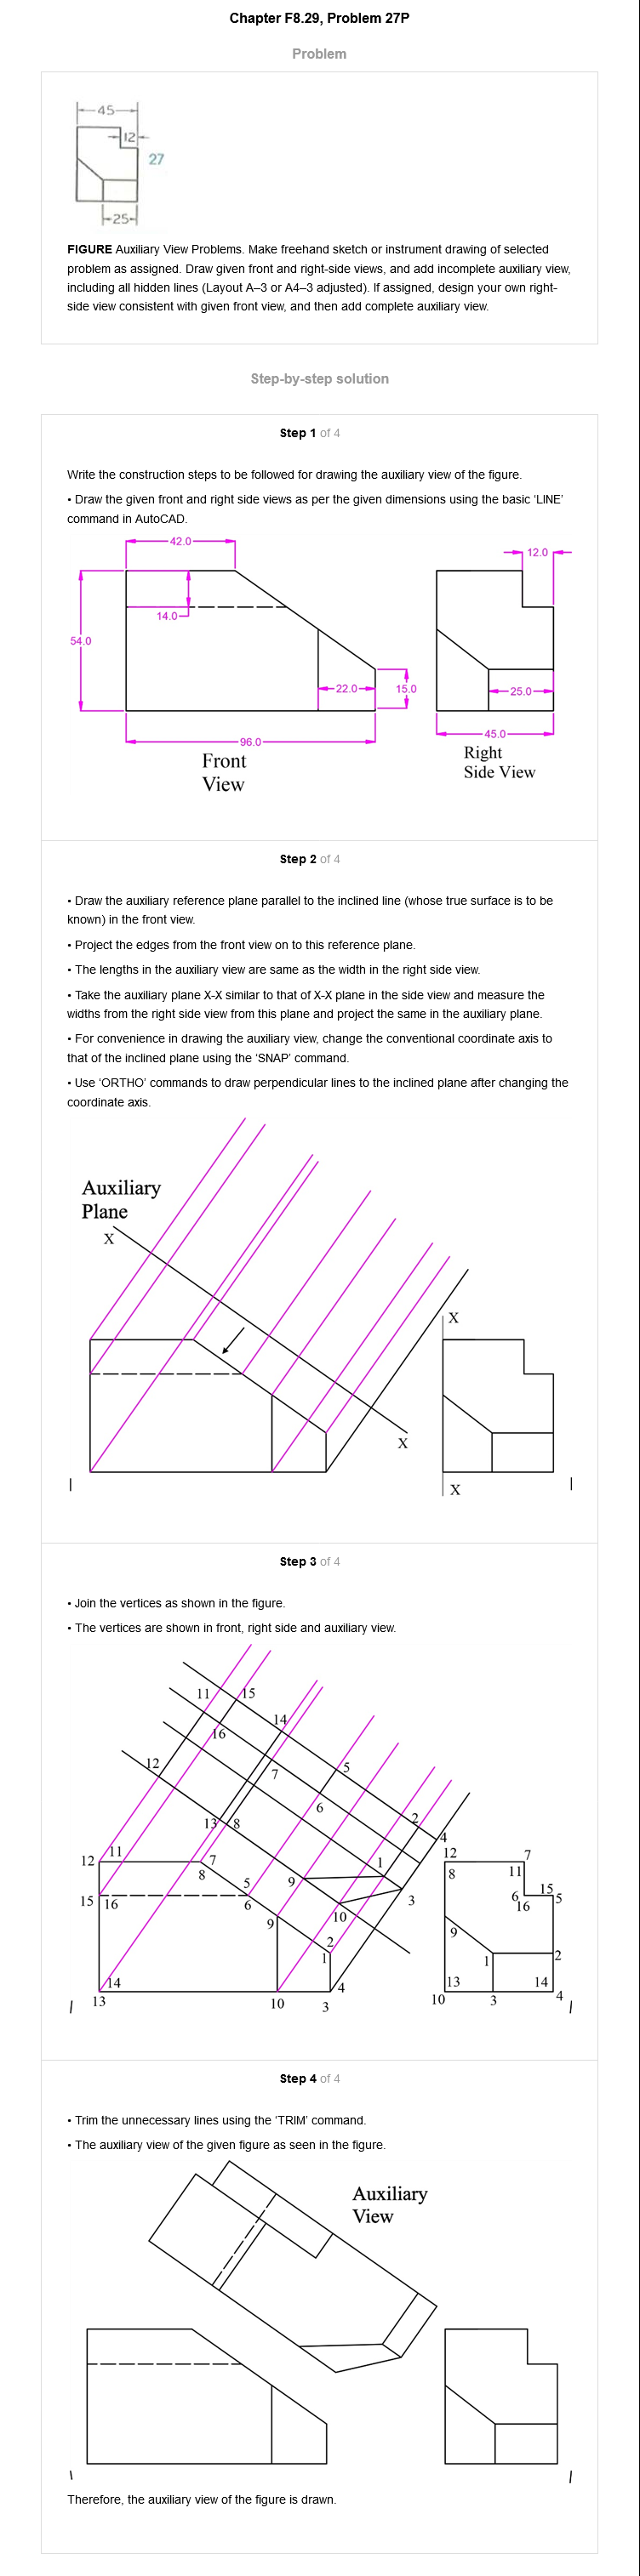 Chapter F8.29, Problem 27P
Problem
45
12
27
25
FIGURE Auxiliary View Problems. Make freehand sketch or instrument drawing of selected
problem as assigned. Draw given front and right-side views, and add incomplete auxiliary view,
including all hidden lines (Layout A–3 or A4–3 adjusted). If assigned, design your own right-
side view consistent with given front view, and then add complete auxiliary view.
Step-by-step solution
Step 1 of 4
Write the construction steps to be followed for drawing the auxiliary view of the figure.
• Draw the given front and right side views as per the given dimensions using the basic ‘LINE’
command in AutoCAD.
42.0
12.0
14.0
54.0
22.0
15.0
25.0
96.0
45.0
Front
View
Right
Side View
Step 2 of 4
• Draw the auxiliary reference plane parallel to the inclined line (whose true surface is to be
known) in the front view.
• Project the edges from the front view on to this reference plane.
• The lengths in the auxiliary view are same as the width in the right side view.
• Take the auxiliary plane X-X similar to that of X-X plane in the side view and measure the
widths from the right side view from this plane and project the same in the auxiliary plane.
• For convenience in drawing the auxiliary view, change the conventional coordinate axis to
that of the inclined plane using the ‘SNAP’ command.
• Use ‘ORTHO’ commands to draw perpendicular lines to the inclined plane after changing the
coordinate axis.
Auxiliary
Plane
X
X
X
X
Step 3 of 4
• Join the vertices as shown in the figure.
• The vertices are shown in front, right side and auxiliary view.
11
15
14
16
12
7
5
6
13
8
2
4
1
9
3
10
12
11
7
8
15
16
5
6
9
2
1
14
13
10
3
4
12
7
8
11
6
15
16
5
9
1
2
13
14
10
3
4
Step 4 of 4
• Trim the unnecessary lines using the ‘TRIM’ command.
• The auxiliary view of the given figure as seen in the figure.
Auxiliary
View
Therefore, the auxiliary view of the figure is drawn.